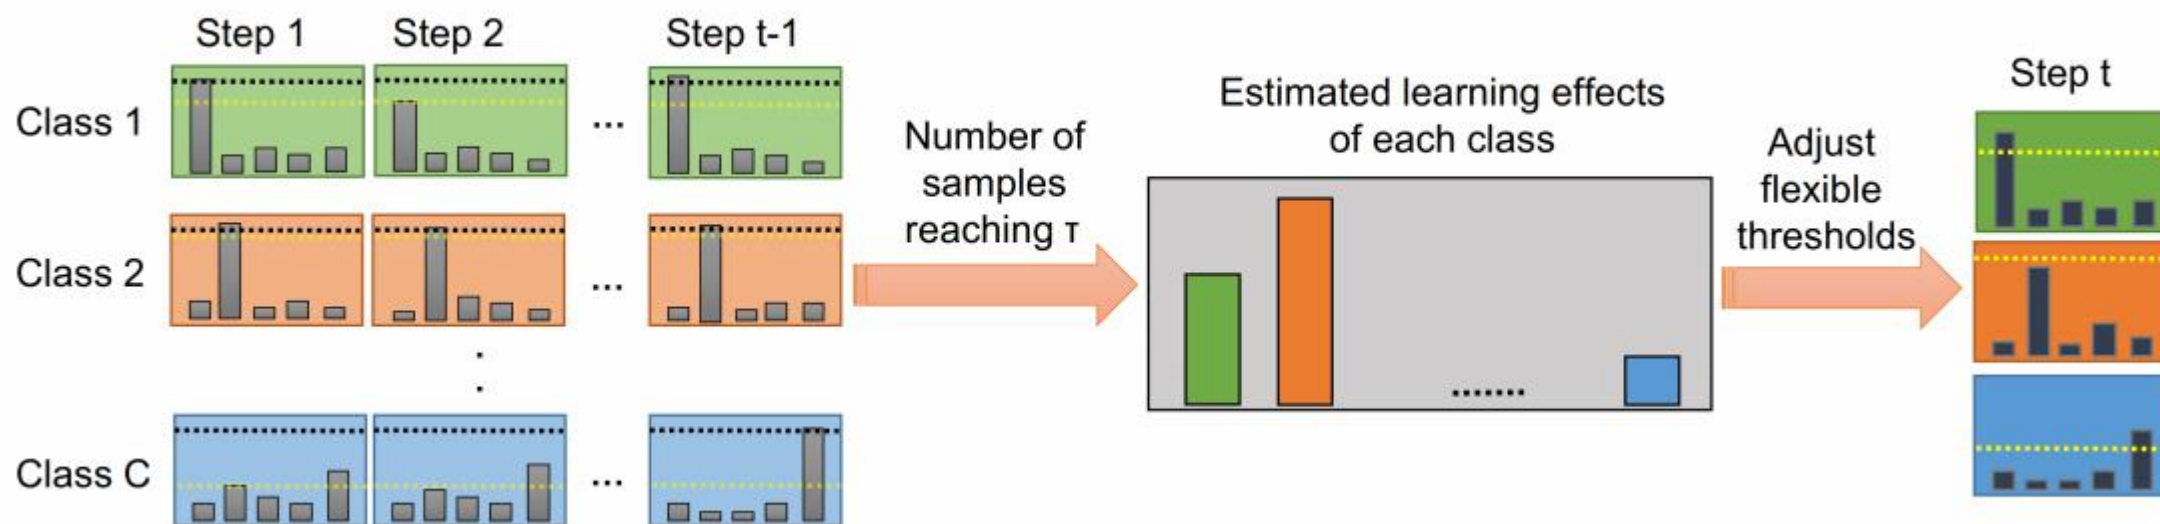 Step 1
Step 2
Step t-1
Class 1
...
Class 2
...
Class C
...
Number of
samples
reaching τ
Estimated learning effects
of each class
.......
Adjust
flexible
thresholds
Step t